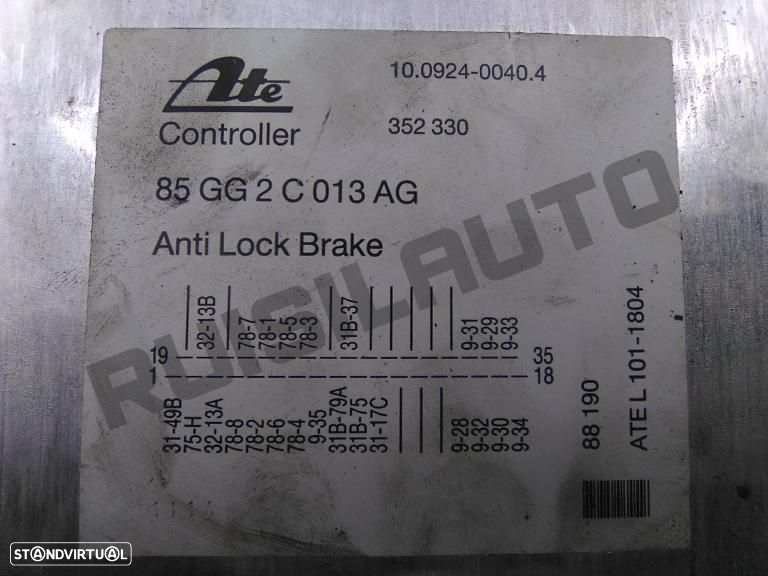 Ate
10.0924-0040.4
Controller
352 330
85 GG 2 C 013 AG
Anti Lock Brake
32-13B
78-7
78-1
78-5
78-3
31B-37
9-31
9-29
9-33
19
35
1
18
31-49B
75-H
32-13A
78-8
78-2
78-6
78-4
9-35
31B-79A
31B-75
31-17C
9-28
9-32
9-30
9-34
88 190
ATE L 101-1804
RUISILAUTO
STANDVIRTUAL